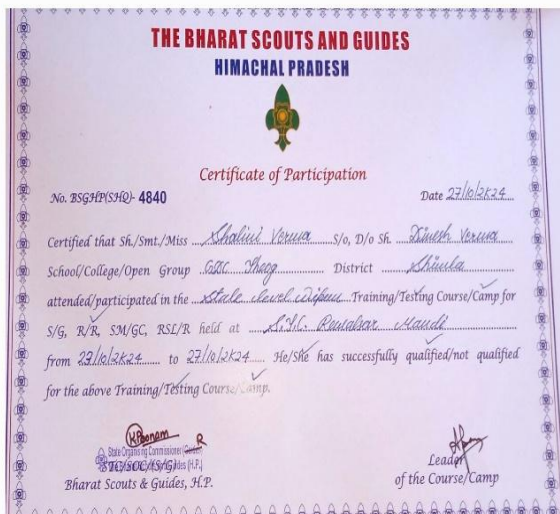 THE BHARAT SCOUTS AND GUIDES
HIMACHAL PRADESH
Certificate of Participation
No. BSGHP(SHQ)- 4840
Date 27/10/2K24
Certified that Sh./Smt./Miss Shalini Verma S/o, D/o Sh. Dinesh Verma
School/College/Open Group GDC Theog District Shimla
attended/participated in the State level Training/Testing Course/Camp for
S/G, R/R, SM/GC, RSL/R held at S.T.C. Rewalsar Mandi
from 23/10/2K24 to 27/10/2K24 He/She has successfully qualified/not qualified
for the above Training/Testing Course/Camp.
Poonam
State Organising Commissioner
Bharat Scouts & Guides, H.P.
Leader
of the Course/Camp